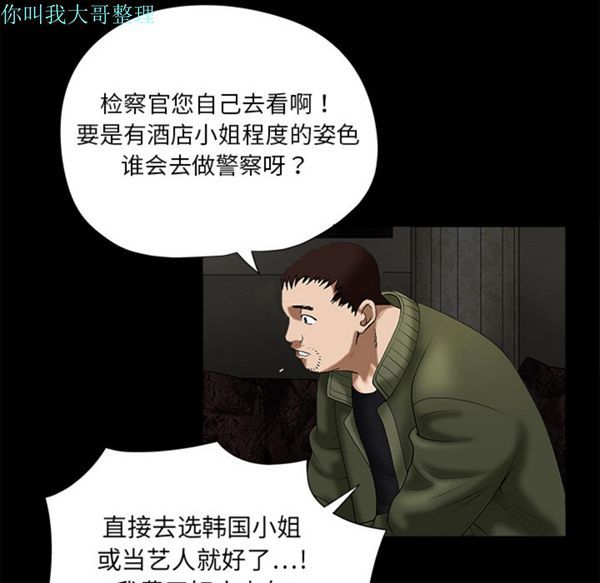 你叫我大哥整理
检察官您自己去看啊！
要是有酒店小姐程度的姿色
谁会去做警察呀？
直接去选韩国小姐
或当艺人就好了...!